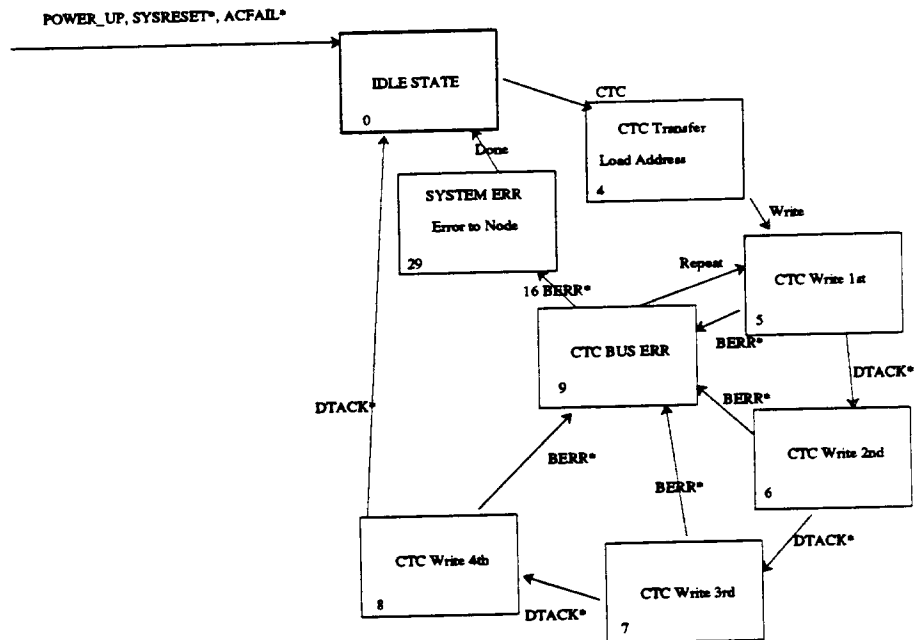 POWER_UP, SYSRESET*, ACFAIL*
IDLE STATE
0
CTC
CTC Transfer
Load Address
4
Done
SYSTEM ERR
Error to Node
29
Write
Repeat
CTC Write 1st
5
16 BERR*
CTC BUS ERR
9
BERR*
DTACK*
BERR*
DTACK*
CTC Write 2nd
6
BERR*
BERR*
DTACK*
CTC Write 4th
8
DTACK*
CTC Write 3rd
7